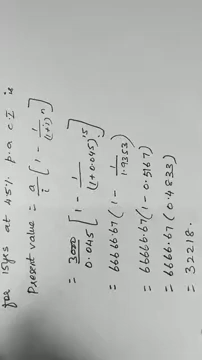 for 15yrs at 4.5% p.a C.I is
Present value = a/i [1 - 1/(1+i)^n]
= 3000/0.045 [1 - 1/(1+0.045)^15]
= 66666.67 (1 - 1/1.9353)
= 66666.67 (1 - 0.5167)
= 6666.67 (0.4833)
= 32218.